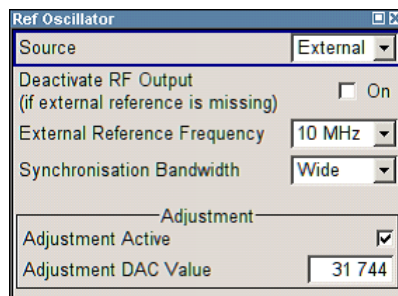 Ref Oscillator
Source External
Deactivate RF Output
(if external reference is missing) On
External Reference Frequency 10 MHz
Synchronisation Bandwidth Wide
Adjustment
Adjustment Active
Adjustment DAC Value 31 744